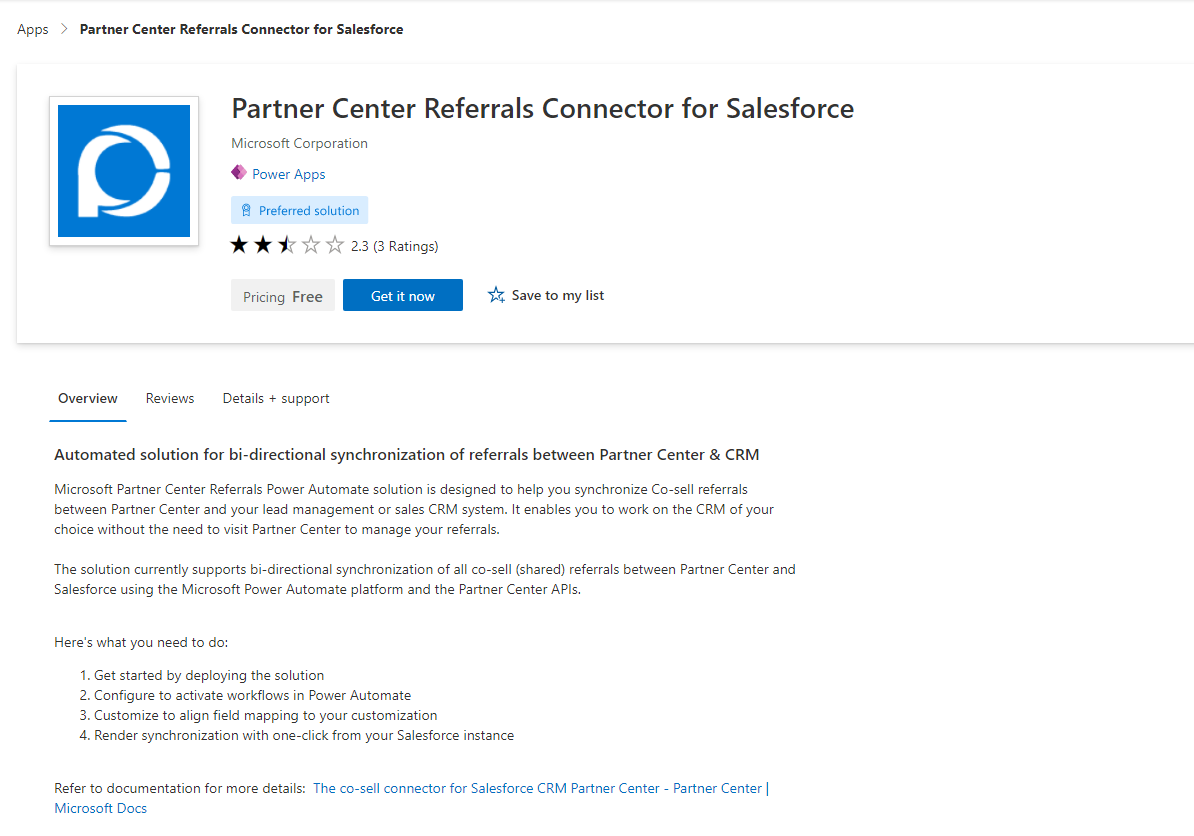 Apps > Partner Center Referrals Connector for Salesforce
Partner Center Referrals Connector for Salesforce
Microsoft Corporation
Power Apps
Preferred solution
2.3 (3 Ratings)
Pricing Free Get it now Save to my list
Overview Reviews Details + support
Automated solution for bi-directional synchronization of referrals between Partner Center & CRM
Microsoft Partner Center Referrals Power Automate solution is designed to help you synchronize Co-sell referrals
between Partner Center and your lead management or sales CRM system. It enables you to work on the CRM of your
choice without the need to visit Partner Center to manage your referrals.
The solution currently supports bi-directional synchronization of all co-sell (shared) referrals between Partner Center and
Salesforce using the Microsoft Power Automate platform and the Partner Center APIs.
Here's what you need to do:
1. Get started by deploying the solution
2. Configure to activate workflows in Power Automate
3. Customize to align field mapping to your customization
4. Render synchronization with one-click from your Salesforce instance
Refer to documentation for more details: The co-sell connector for Salesforce CRM Partner Center - Partner Center |
Microsoft Docs